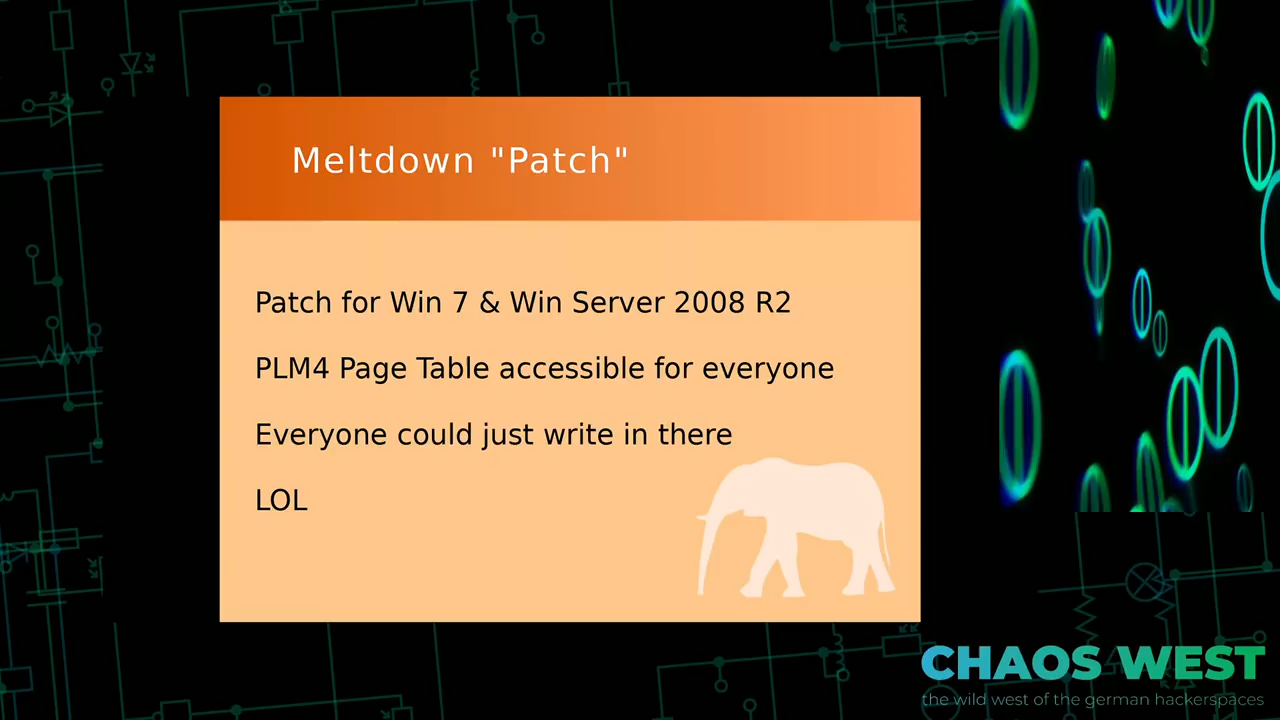 Meltdown "Patch"
Patch for Win 7 & Win Server 2008 R2
PLM4 Page Table accessible for everyone
Everyone could just write in there
LOL
CHAOS WEST
the wild west of the german hackerspaces